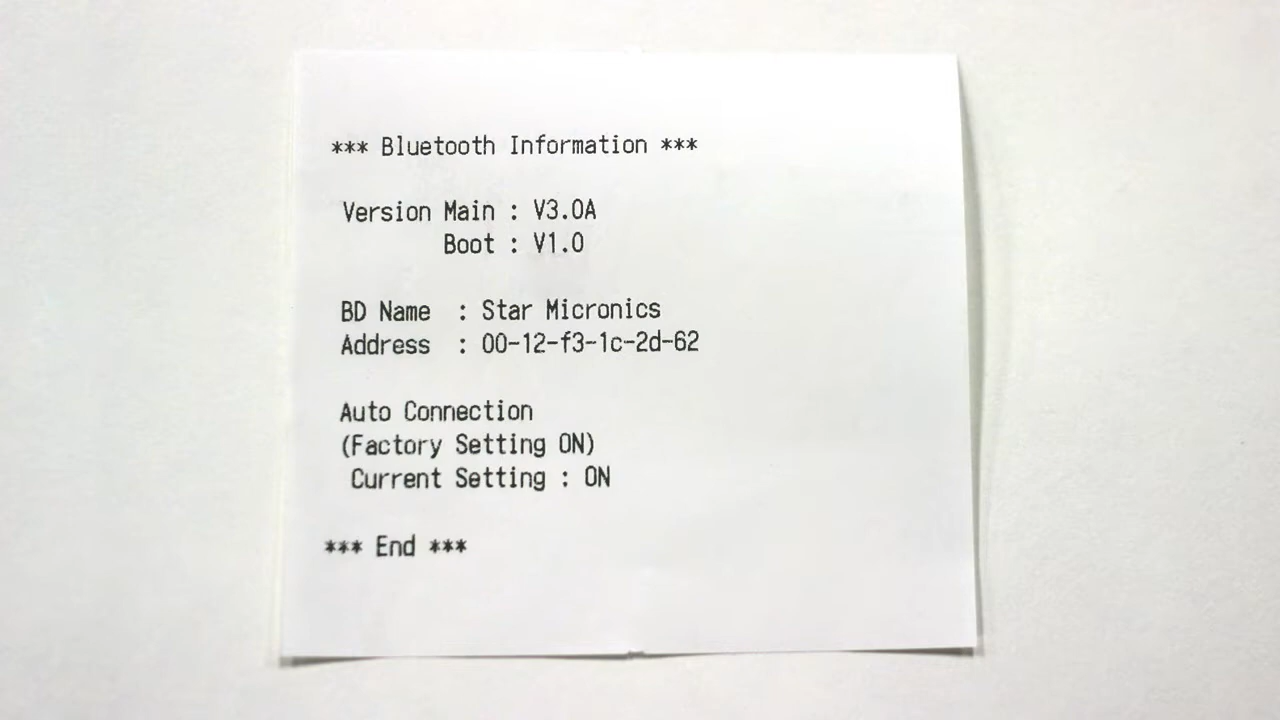 *** Bluetooth Information ***
Version Main : V3.0A
Boot : V1.0
BD Name : Star Micronics
Address : 00-12-f3-1c-2d-62
Auto Connection
(Factory Setting ON)
Current Setting : ON
*** End ***